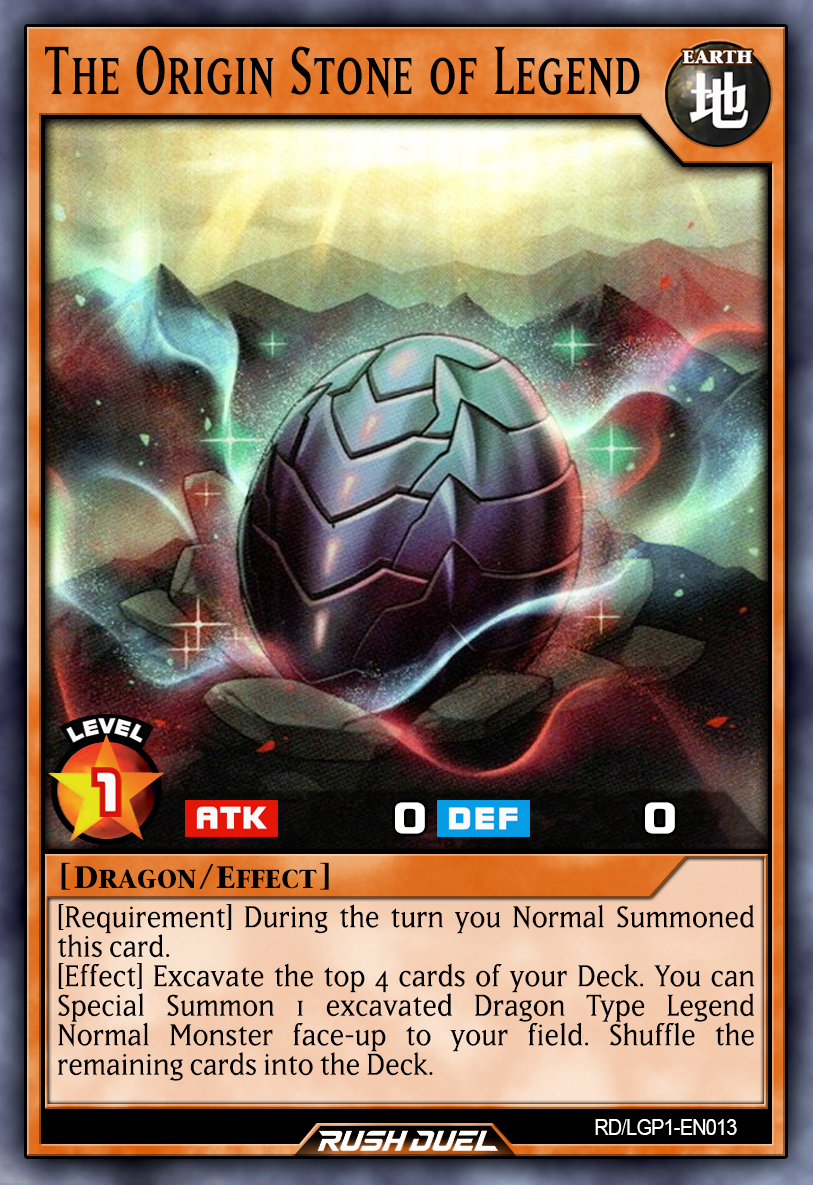 The Origin Stone of Legend
EARTH
地
LEVEL
1
ATK 0 DEF 0
[Dragon/Effect]
[Requirement] During the turn you Normal Summoned
this card.
[Effect] Excavate the top 4 cards of your Deck. You can
Special Summon 1 excavated Dragon Type Legend
Normal Monster face-up to your field. Shuffle the
remaining cards into the Deck.
RD/LGP1-EN013
RUSH DUEL